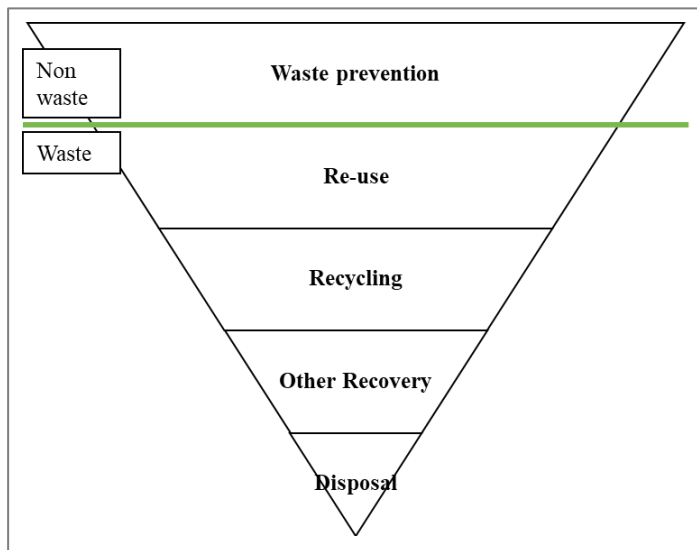 Non
waste
Waste prevention
Waste
Re-use
Recycling
Other Recovery
Disposal